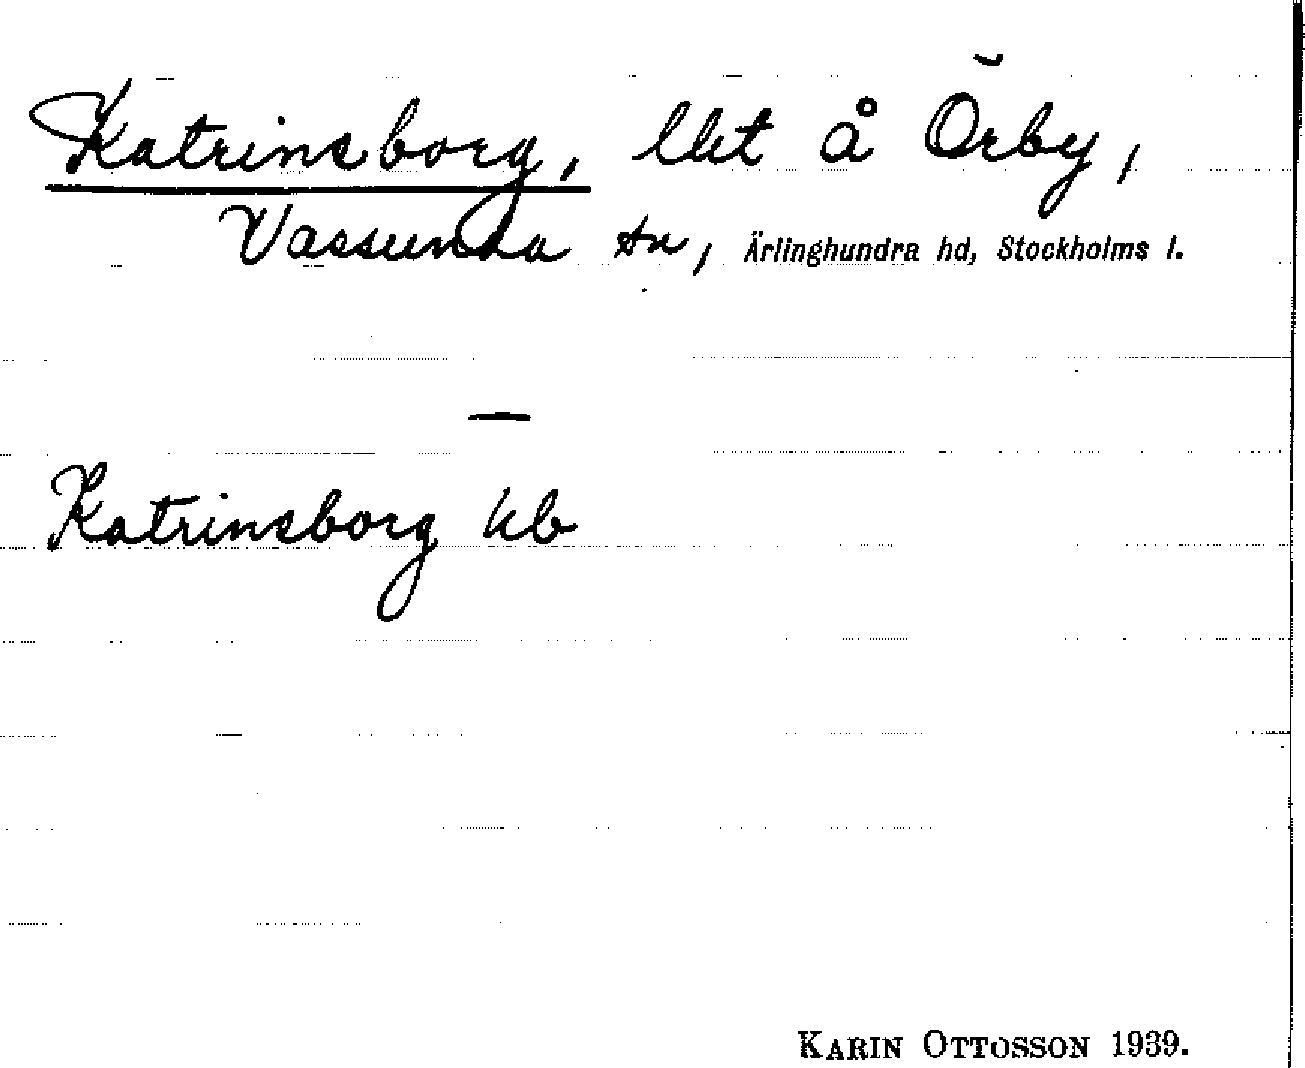 Katrinsborg, lht å Örby,
Vassunda sn, Ärlinghundra hd, Stockholms l.
—
Katrinsborg kb
KARIN OTTOSSON 1939.